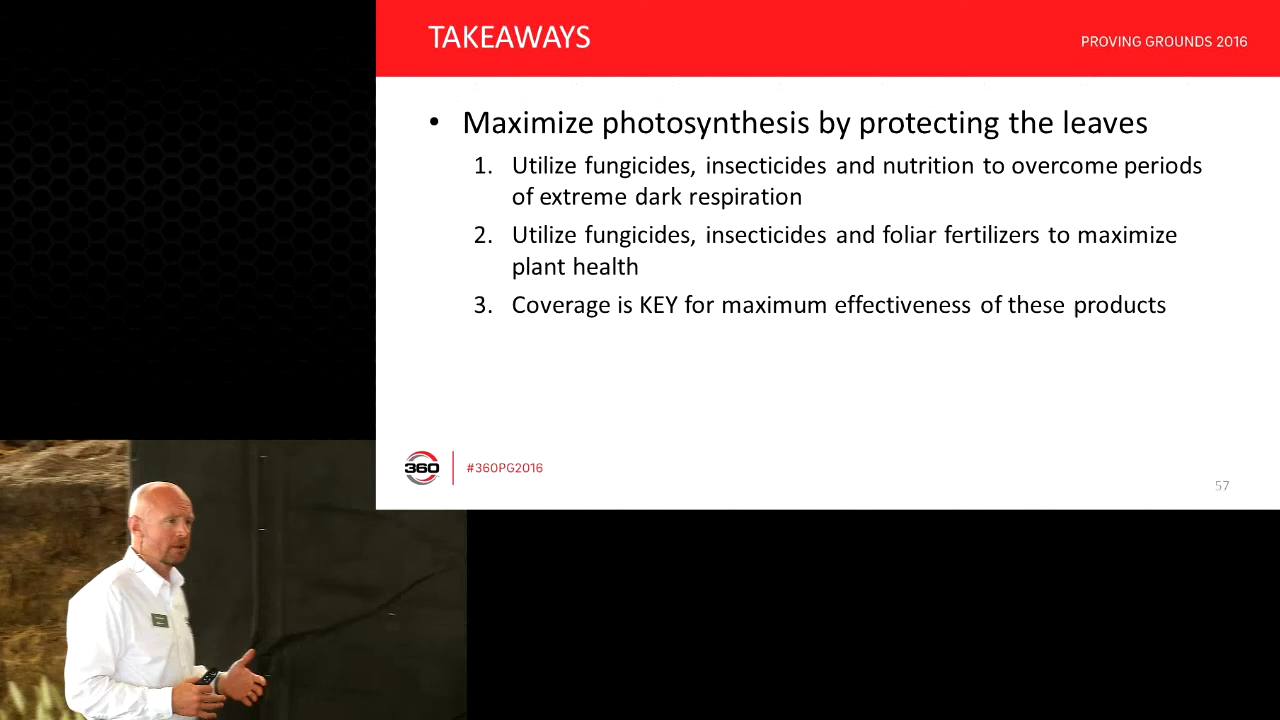 TAKEAWAYS
PROVING GROUNDS 2016
• Maximize photosynthesis by protecting the leaves
1. Utilize fungicides, insecticides and nutrition to overcome periods
of extreme dark respiration
2. Utilize fungicides, insecticides and foliar fertilizers to maximize
plant health
3. Coverage is KEY for maximum effectiveness of these products
360
#360PG2016
57